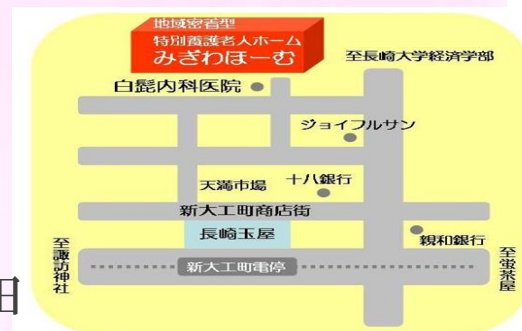 地域密着型
特別養護老人ホーム
みぎわほーむ
至長崎大学経済学部
白髭内科医院
ジョイフルサン
天満市場
十八銀行
新大工町商店街
長崎玉屋
親和銀行
至諏訪神社
新大工町電停
至蛍茶屋